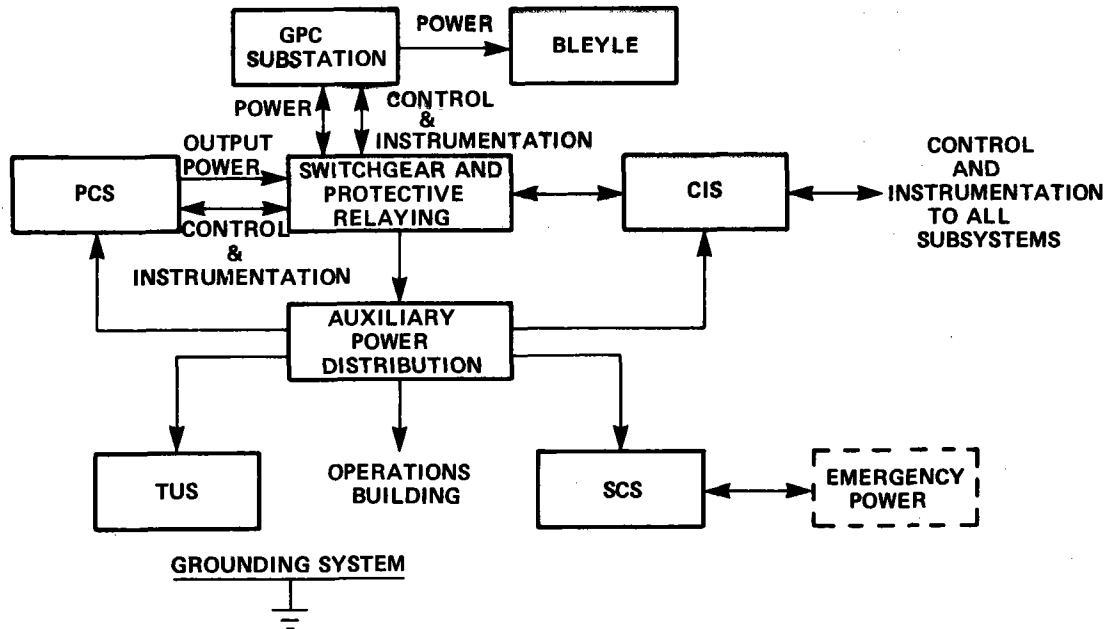 GPC
SUBSTATION
POWER
BLEYLE
POWER
CONTROL
&
INSTRUMENTATION
OUTPUT
POWER
PCS
SWITCHGEAR AND
PROTECTIVE
RELAYING
CIS
CONTROL
AND
INSTRUMENTATION
TO ALL
SUBSYSTEMS
CONTROL
&
INSTRUMENTATION
AUXILIARY
POWER
DISTRIBUTION
TUS
OPERATIONS
BUILDING
SCS
EMERGENCY
POWER
GROUNDING SYSTEM